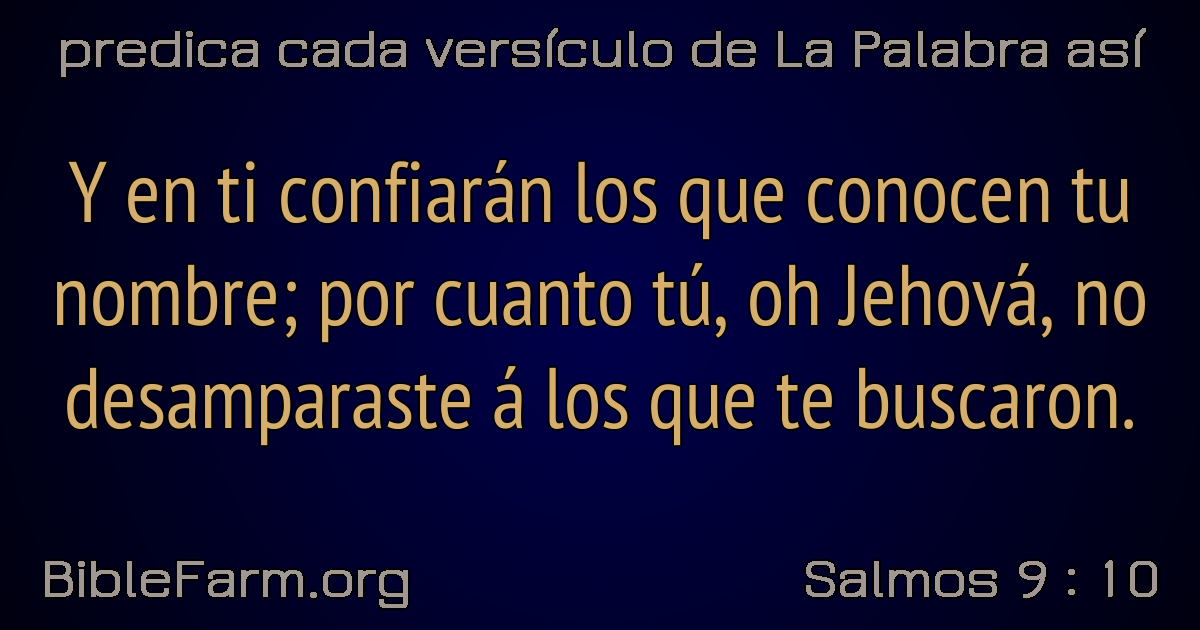 predica cada versículo de La Palabra así
Y en ti confiarán los que conocen tu
nombre; por cuanto tú, oh Jehová, no
desamparaste á los que te buscaron.
BibleFarm.org
Salmos 9 : 10